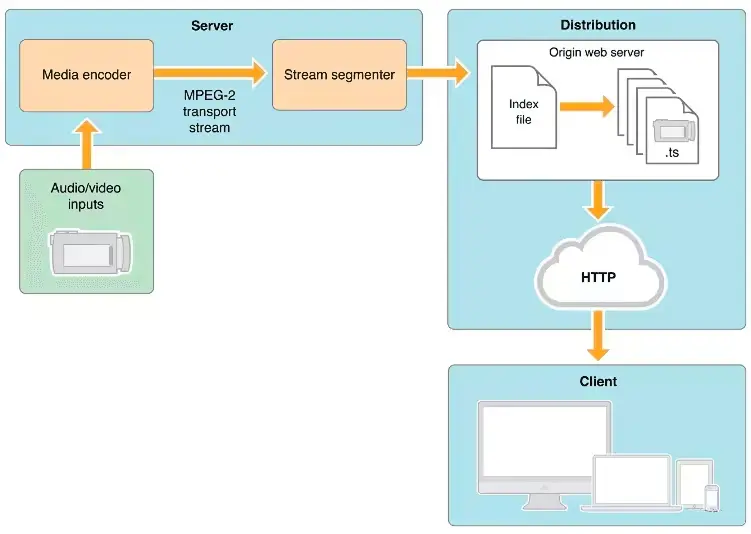 Server
Media encoder
MPEG-2
transport
stream
Stream segmenter
Audio/video
inputs
Distribution
Origin web server
Index
file
.ts
HTTP
Client